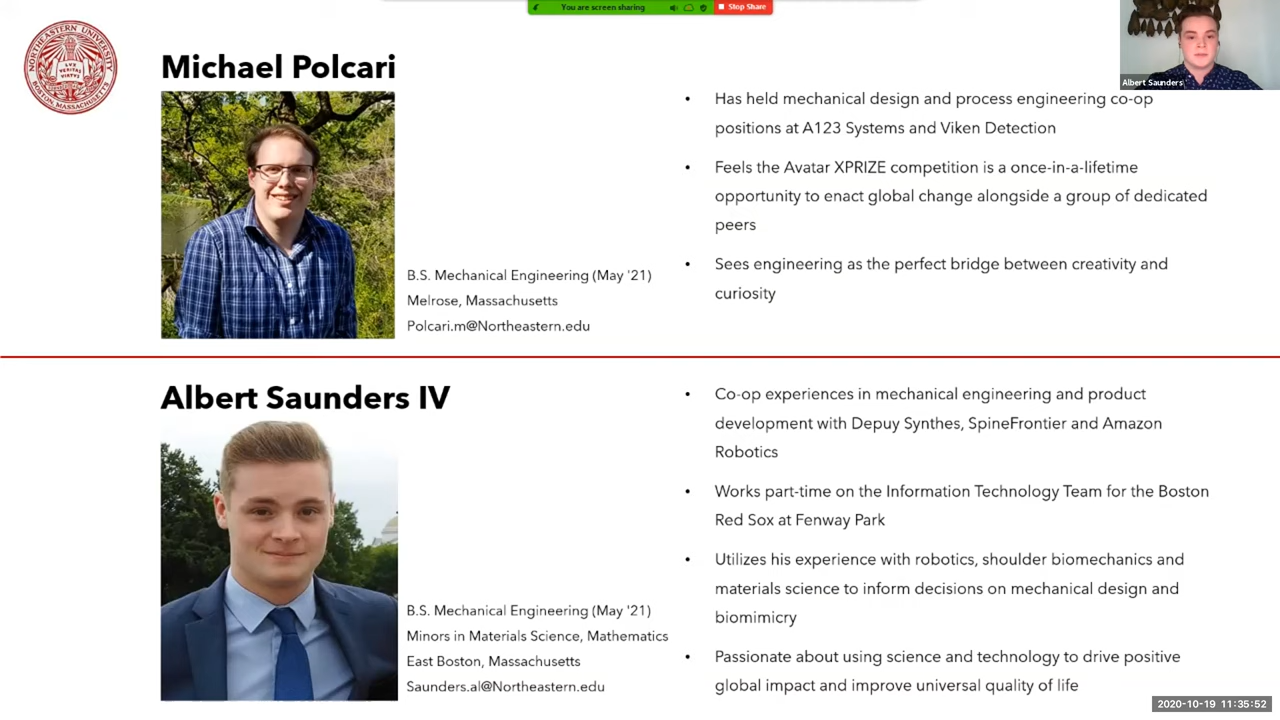 You are screen sharing
Stop Share
NORTHEASTERN UNIVERSITY
LUX
VERITAS
VIRTUS
BOSTON, MASSACHUSETTS
Albert Saunders
Michael Polcari
B.S. Mechanical Engineering (May '21)
Melrose, Massachusetts
Polcari.m@Northeastern.edu
• Has held mechanical design and process engineering co-op
positions at A123 Systems and Viken Detection
• Feels the Avatar XPRIZE competition is a once-in-a-lifetime
opportunity to enact global change alongside a group of dedicated
peers
• Sees engineering as the perfect bridge between creativity and
curiosity
Albert Saunders IV
B.S. Mechanical Engineering (May '21)
Minors in Materials Science, Mathematics
East Boston, Massachusetts
Saunders.al@Northeastern.edu
• Co-op experiences in mechanical engineering and product
development with Depuy Synthes, SpineFrontier and Amazon
Robotics
• Works part-time on the Information Technology Team for the Boston
Red Sox at Fenway Park
• Utilizes his experience with robotics, shoulder biomechanics and
materials science to inform decisions on mechanical design and
biomimicry
• Passionate about using science and technology to drive positive
global impact and improve universal quality of life
2020-10-19 11:35:52